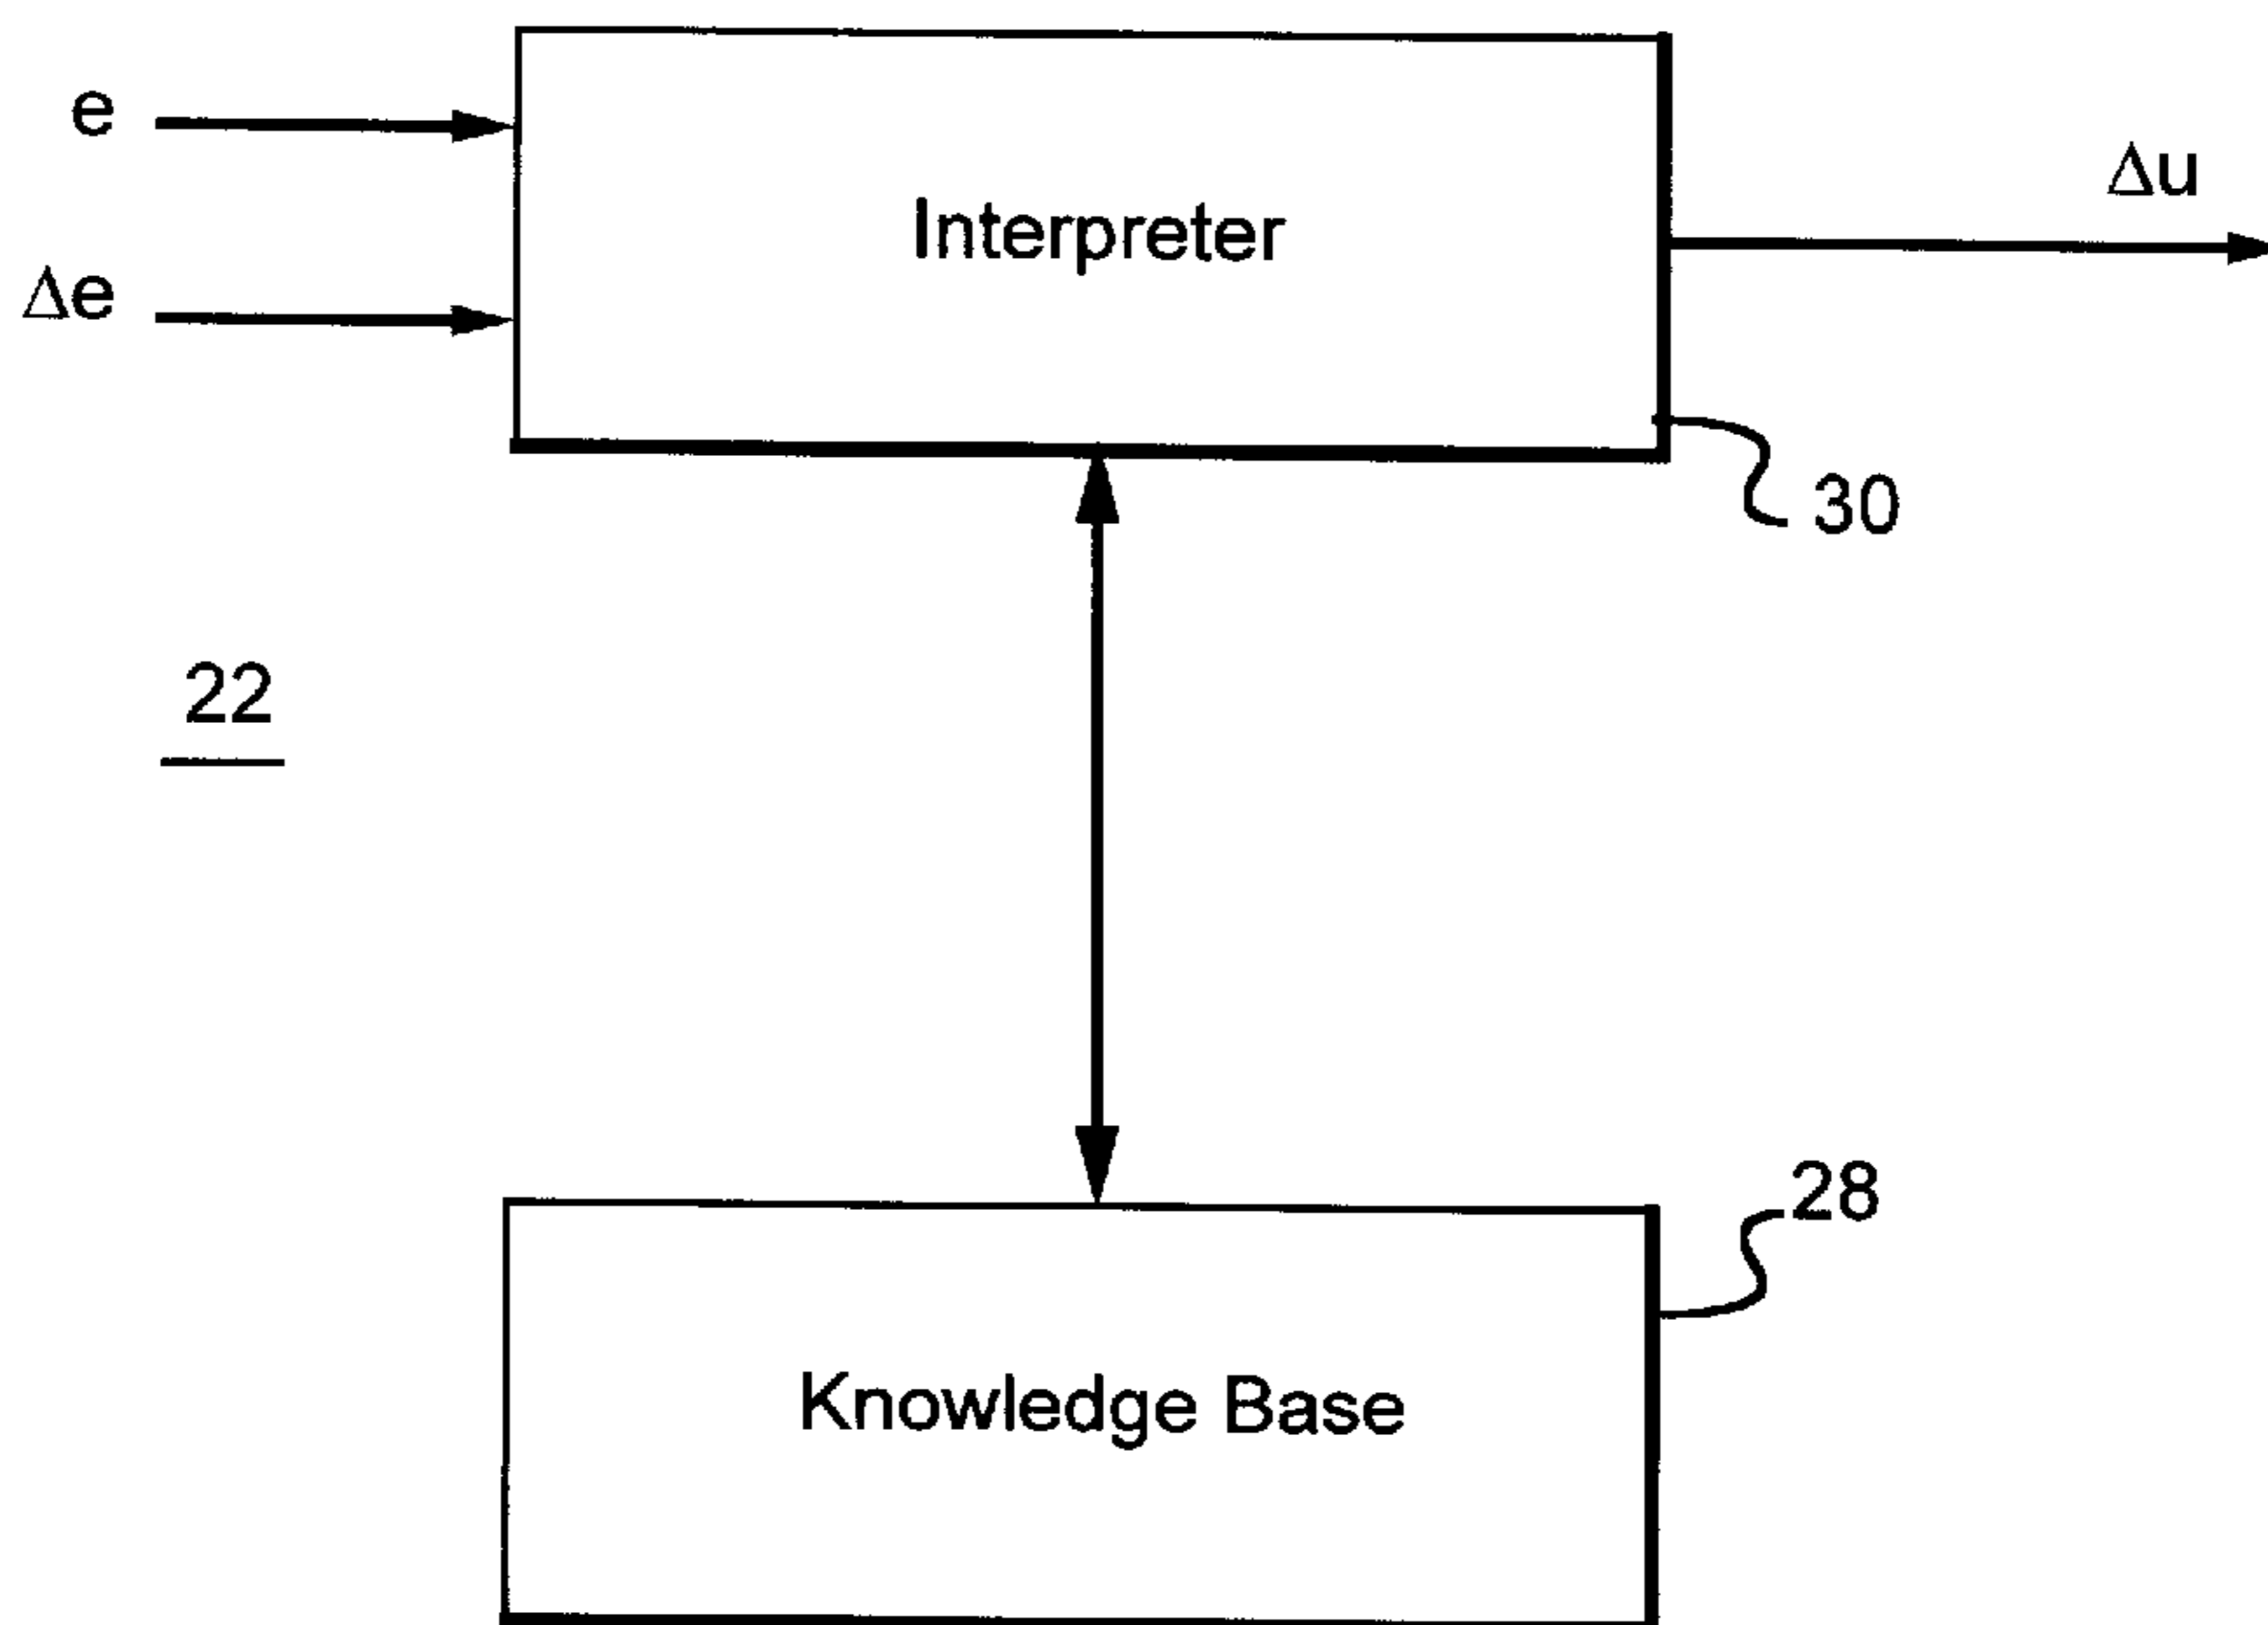 e
Δu
Interpreter
Δe
30
22
28
Knowledge Base